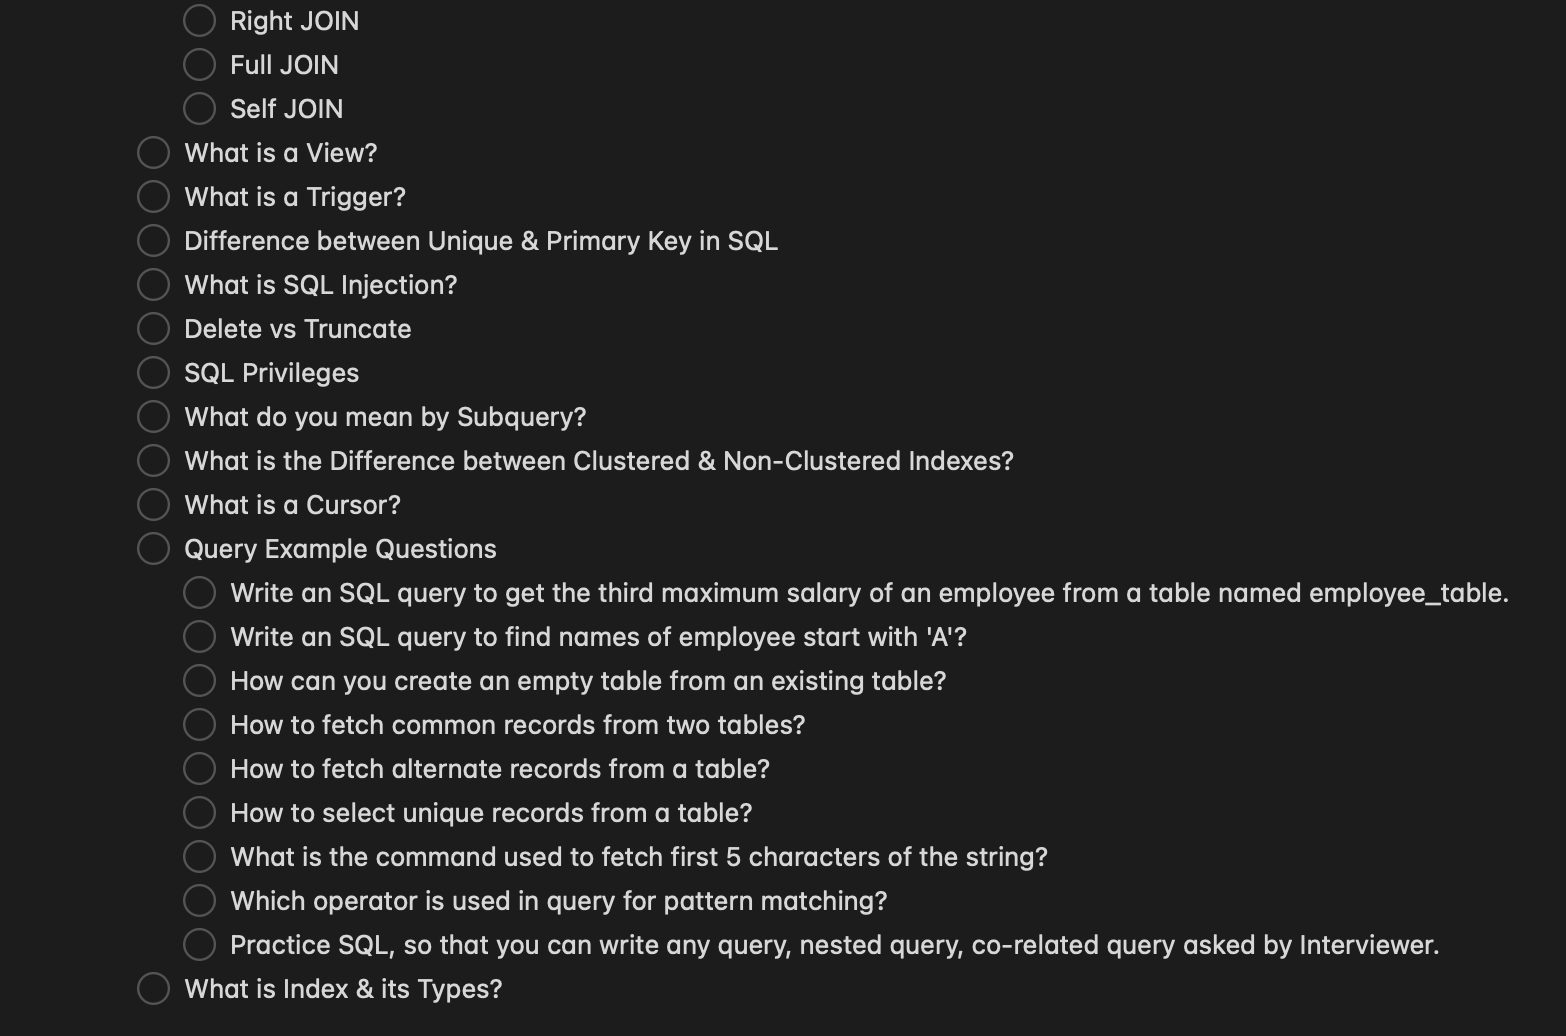 Right JOIN
Full JOIN
Self JOIN
What is a View?
What is a Trigger?
Difference between Unique & Primary Key in SQL
What is SQL Injection?
Delete vs Truncate
SQL Privileges
What do you mean by Subquery?
What is the Difference between Clustered & Non-Clustered Indexes?
What is a Cursor?
Query Example Questions
Write an SQL query to get the third maximum salary of an employee from a table named employee_table.
Write an SQL query to find names of employee start with 'A'?
How can you create an empty table from an existing table?
How to fetch common records from two tables?
How to fetch alternate records from a table?
How to select unique records from a table?
What is the command used to fetch first 5 characters of the string?
Which operator is used in query for pattern matching?
Practice SQL, so that you can write any query, nested query, co-related query asked by Interviewer.
What is Index & its Types?